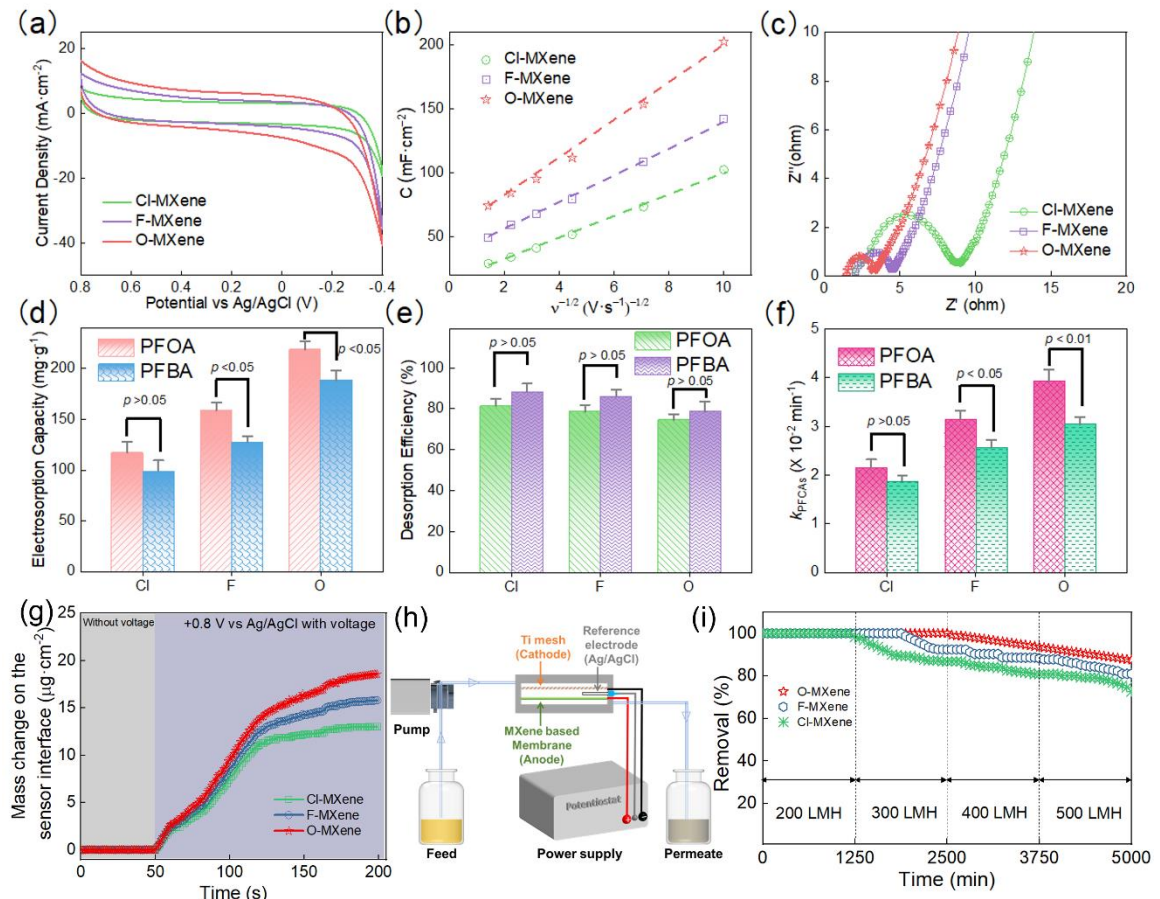 (a)
Current Density (mA·cm⁻²)
20
0
-20
-40
Cl-MXene
F-MXene
O-MXene
0.8 0.6 0.4 0.2 0 -0.2 -0.4
Potential vs Ag/AgCl (V)
(b)
C (mF·cm⁻²)
200
150
100
50
Cl-MXene
F-MXene
O-MXene
2 4 6 8 10
ν⁻¹/² (V·s⁻¹)⁻¹/²
(c)
Z''(ohm)
10
8
6
4
2
0
Cl-MXene
F-MXene
O-MXene
0 5 10 15 20
Z' (ohm)
(d)
Electrosorption Capacity (mg·g⁻¹)
200
150
100
50
0
PFOA
PFBA
p >0.05
p <0.05
p <0.05
Cl F O
(e)
Desorption Efficiency (%)
100
80
60
40
20
0
PFOA
PFBA
p > 0.05
p > 0.05
p > 0.05
Cl F O
(f)
kPFCAs (X 10⁻² min⁻¹)
5
4
3
2
1
0
PFOA
PFBA
p >0.05
p < 0.05
p < 0.01
Cl F O
(g)
Mass change on the
sensor interface (μg·cm⁻²)
25
20
15
10
5
0
Without voltage
+0.8 V vs Ag/AgCl with voltage
Cl-MXene
F-MXene
O-MXene
0 50 100 150 200
Time (s)
(h)
Ti mesh
(Cathode)
Reference
electrode
(Ag/AgCl)
Pump
MXene based
Membrane
(Anode)
Potentiostat
Feed
Power supply
Permeate
(i)
Removal (%)
100
80
60
40
20
O-MXene
F-MXene
Cl-MXene
200 LMH
300 LMH
400 LMH
500 LMH
0 1250 2500 3750 5000
Time (min)